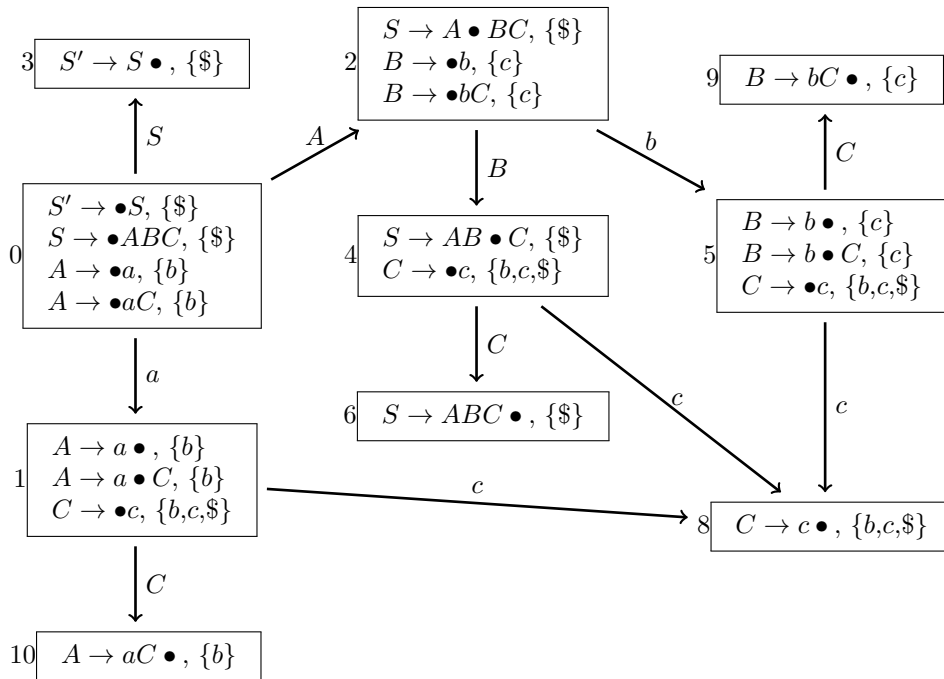 3
S′ → S ● , {$}
2
S → A ● BC, {$}
B → ●b, {c}
B → ●bC, {c}
9
B → bC ● , {c}
S
A
B
b
C
0
S′ → ●S, {$}
S → ●ABC, {$}
A → ●a, {b}
A → ●aC, {b}
4
S → AB ● C, {$}
C → ●c, {b,c,$}
5
B → b ● , {c}
B → b ● C, {c}
C → ●c, {b,c,$}
a
C
c
c
6
S → ABC ● , {$}
1
A → a ● , {b}
A → a ● C, {b}
C → ●c, {b,c,$}
c
8
C → c ● , {b,c,$}
C
10
A → aC ● , {b}